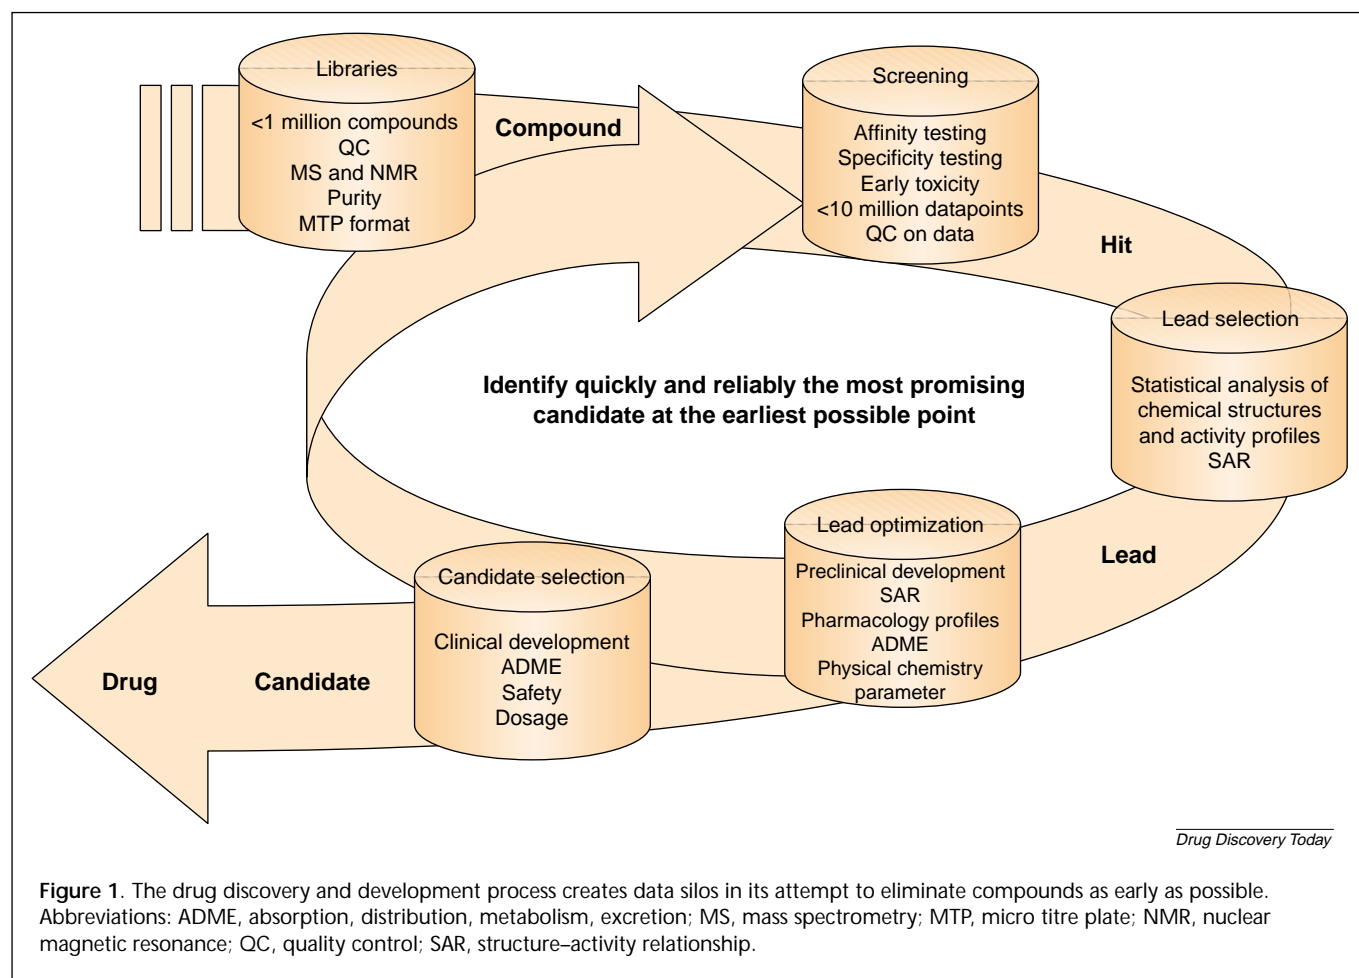 Libraries
<1 million compounds
QC
MS and NMR
Purity
MTP format
Compound
Screening
Affinity testing
Specificity testing
Early toxicity
<10 million datapoints
QC on data
Hit
Lead selection
Statistical analysis of
chemical structures
and activity profiles
SAR
Identify quickly and reliably the most promising
candidate at the earliest possible point
Lead
Lead optimization
Preclinical development
SAR
Pharmacology profiles
ADME
Physical chemistry
parameter
Candidate selection
Clinical development
ADME
Safety
Dosage
Candidate
Drug
Drug Discovery Today
Figure 1. The drug discovery and development process creates data silos in its attempt to eliminate compounds as early as possible.
Abbreviations: ADME, absorption, distribution, metabolism, excretion; MS, mass spectrometry; MTP, micro titre plate; NMR, nuclear
magnetic resonance; QC, quality control; SAR, structure–activity relationship.